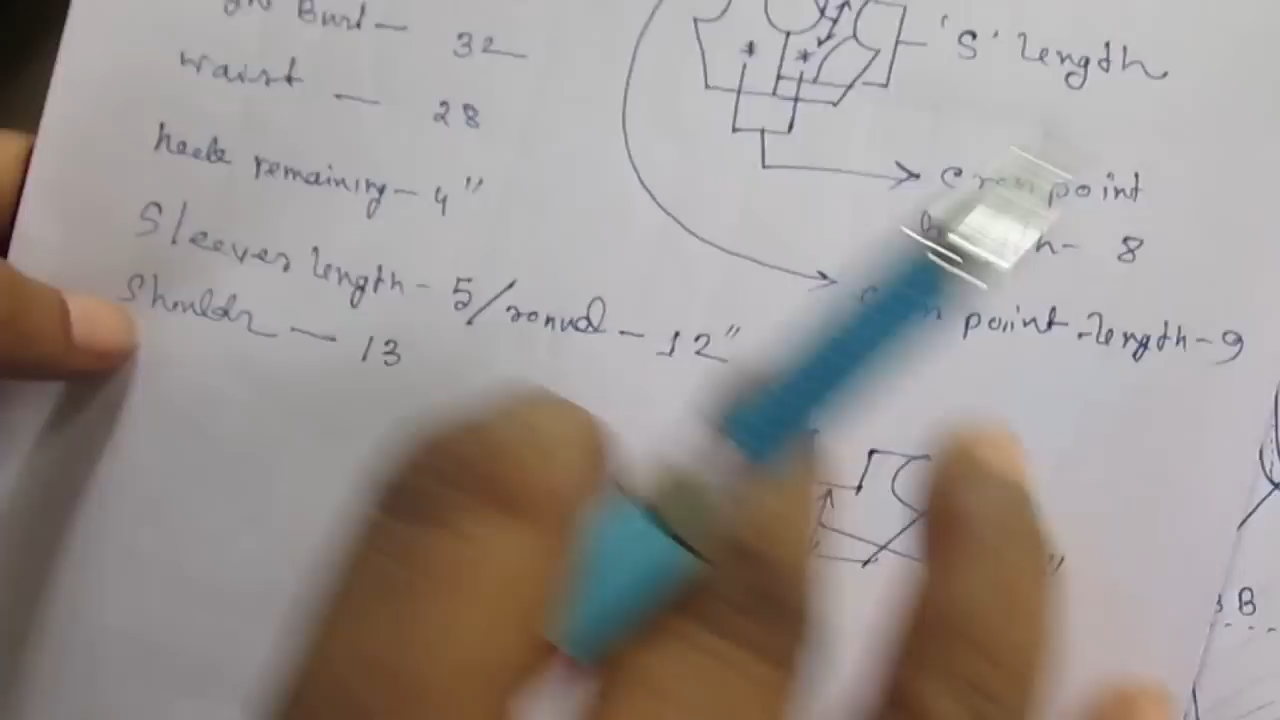 Bust - 32
waist - 28
neck remaining - 4"
Sleeves length - 5/round - 12"
Shouldr - 13
'S' length
point
- 8
point - length - 9
B